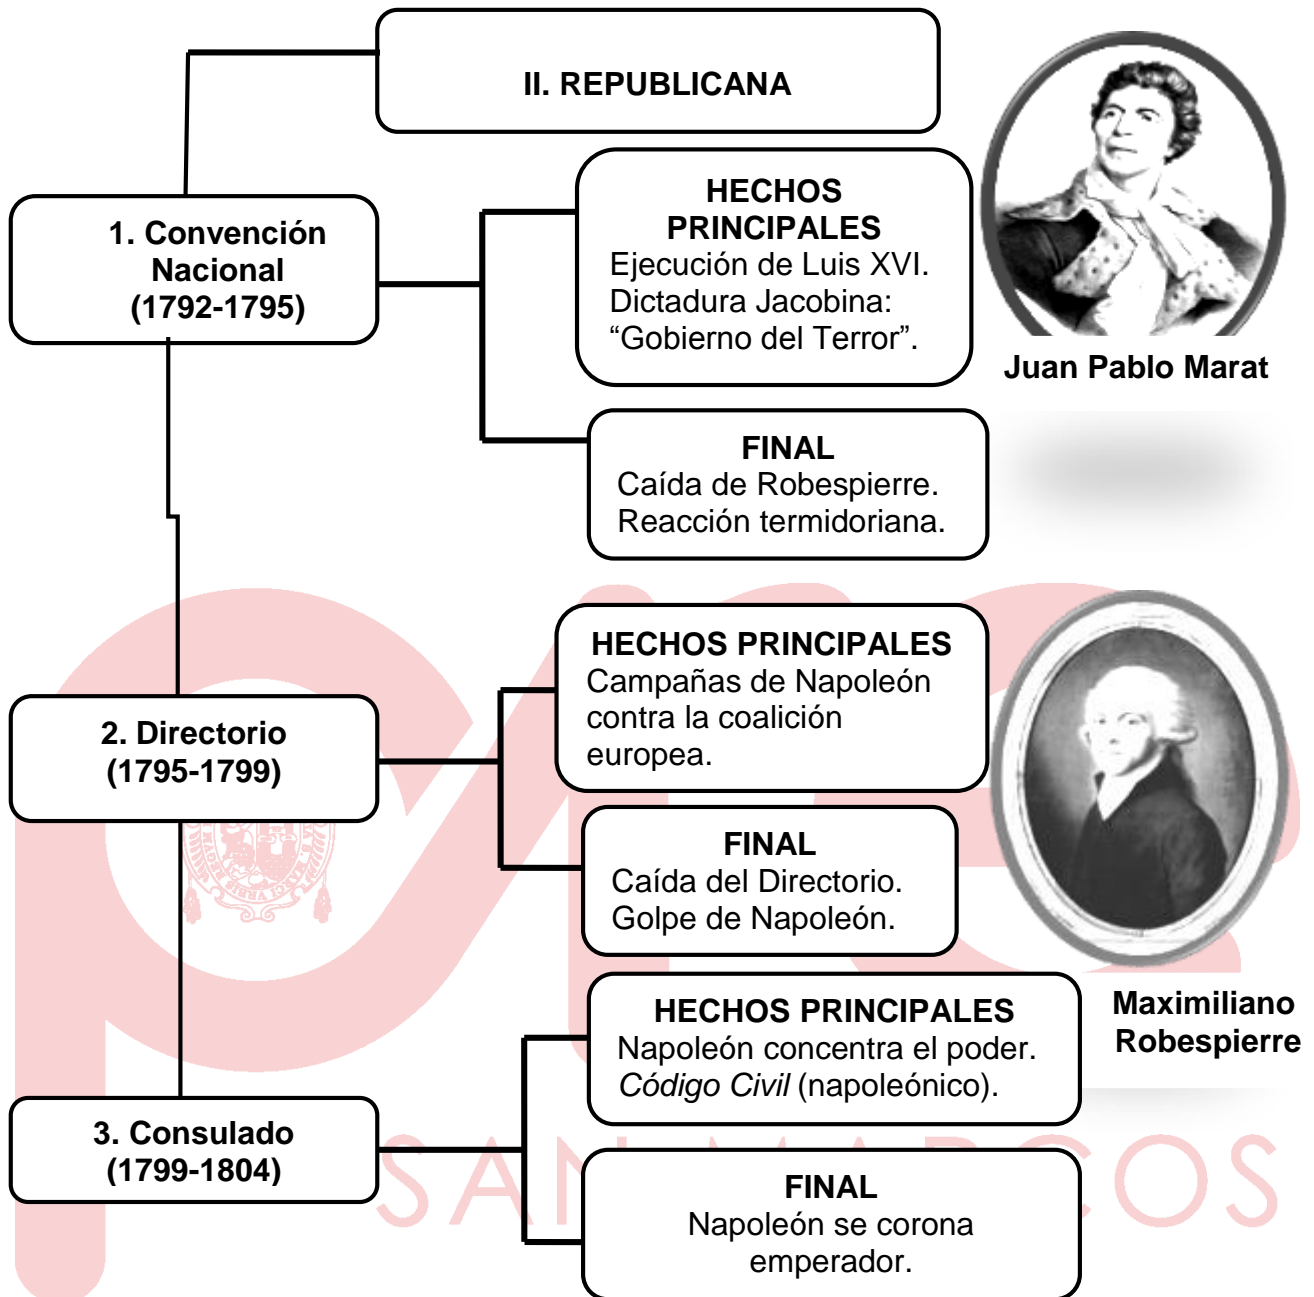 II. REPUBLICANA
1. Convención
Nacional
(1792-1795)
HECHOS
PRINCIPALES
Ejecución de Luis XVI.
Dictadura Jacobina:
“Gobierno del Terror”.
Juan Pablo Marat
FINAL
Caída de Robespierre.
Reacción termidoriana.
2. Directorio
(1795-1799)
HECHOS PRINCIPALES
Campañas de Napoleón
contra la coalición
europea.
FINAL
Caída del Directorio.
Golpe de Napoleón.
Maximiliano
Robespierre
3. Consulado
(1799-1804)
HECHOS PRINCIPALES
Napoleón concentra el poder.
Código Civil (napoleónico).
FINAL
Napoleón se corona
emperador.